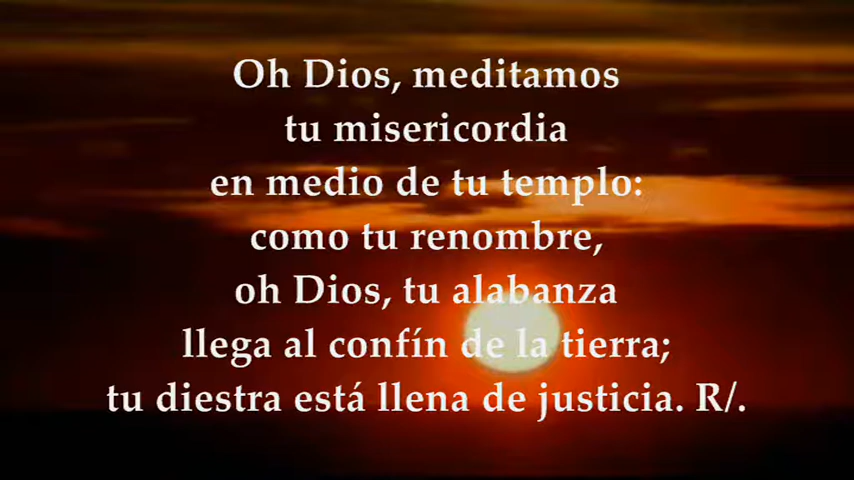 Oh Dios, meditamos
tu misericordia
en medio de tu templo:
como tu renombre,
oh Dios, tu alabanza
llega al confín de la tierra;
tu diestra está llena de justicia. R/.